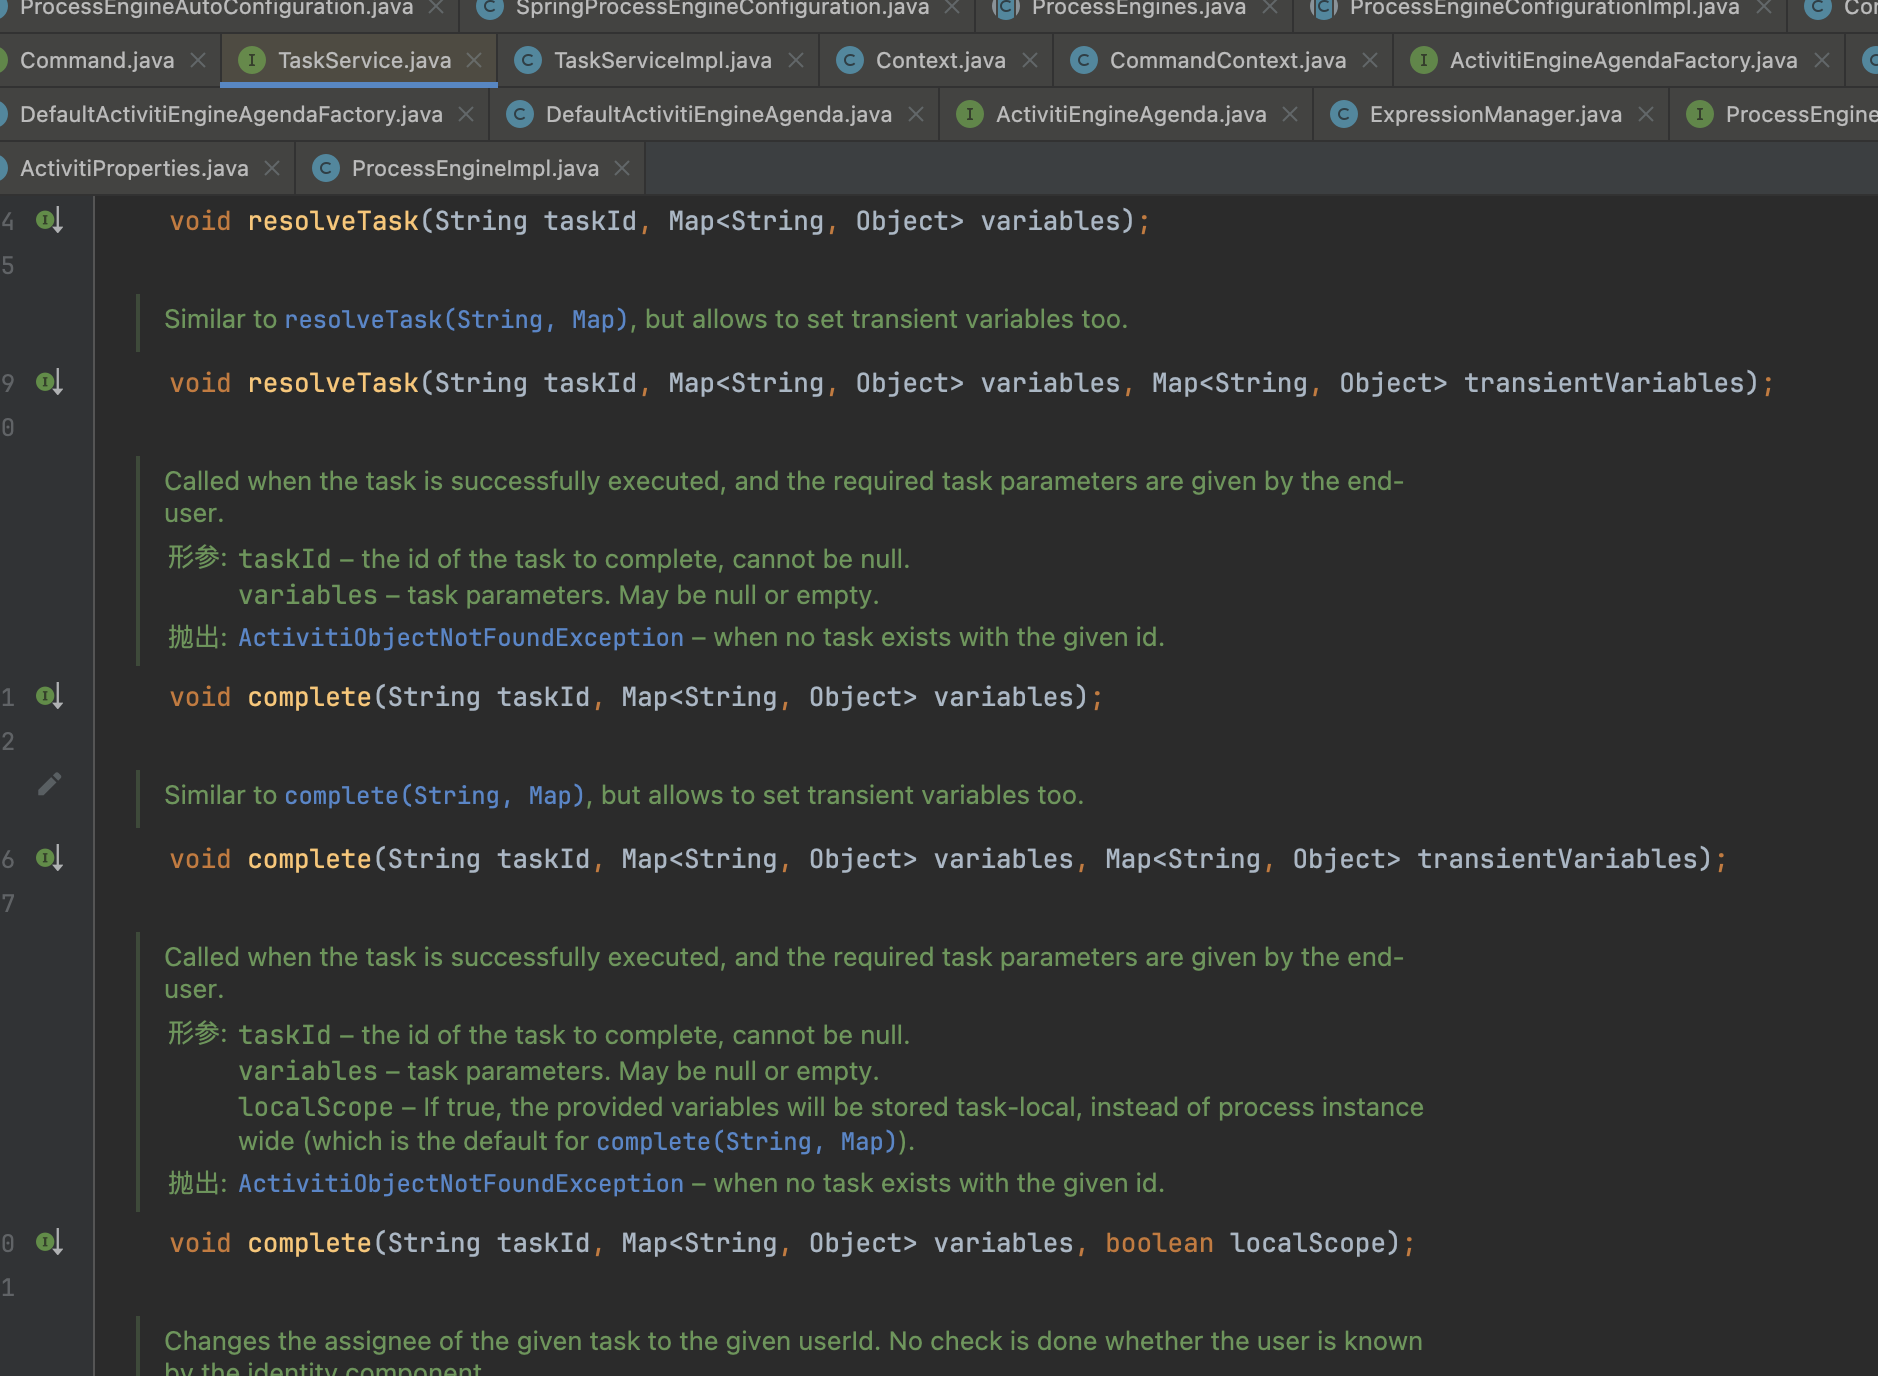 ProcessEngineAutoConfiguration.java SpringProcessEngineConfiguration.java ProcessEngines.java ProcessEngineConfigurationImpl.java
Command.java TaskService.java TaskServiceImpl.java Context.java CommandContext.java ActivitiEngineAgendaFactory.java
DefaultActivitiEngineAgendaFactory.java DefaultActivitiEngineAgenda.java ActivitiEngineAgenda.java ExpressionManager.java ProcessEngine
ActivitiProperties.java ProcessEngineImpl.java
4 void resolveTask(String taskId, Map<String, Object> variables);
5
Similar to resolveTask(String, Map), but allows to set transient variables too.
9 void resolveTask(String taskId, Map<String, Object> variables, Map<String, Object> transientVariables);
0
Called when the task is successfully executed, and the required task parameters are given by the end-
user.
形参: taskId – the id of the task to complete, cannot be null.
variables – task parameters. May be null or empty.
抛出: ActivitiObjectNotFoundException – when no task exists with the given id.
1 void complete(String taskId, Map<String, Object> variables);
2
Similar to complete(String, Map), but allows to set transient variables too.
6 void complete(String taskId, Map<String, Object> variables, Map<String, Object> transientVariables);
7
Called when the task is successfully executed, and the required task parameters are given by the end-
user.
形参: taskId – the id of the task to complete, cannot be null.
variables – task parameters. May be null or empty.
localScope – If true, the provided variables will be stored task-local, instead of process instance
wide (which is the default for complete(String, Map)).
抛出: ActivitiObjectNotFoundException – when no task exists with the given id.
0 void complete(String taskId, Map<String, Object> variables, boolean localScope);
1
Changes the assignee of the given task to the given userId. No check is done whether the user is known
by the identity component.